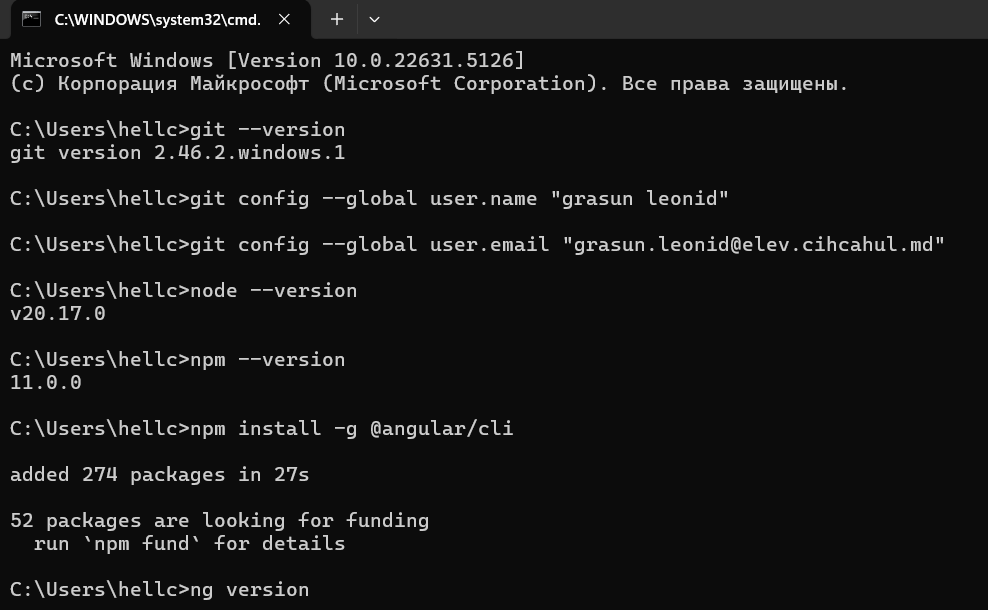 C:\WINDOWS\system32\cmd.
Microsoft Windows [Version 10.0.22631.5126]
(c) Корпорация Майкрософт (Microsoft Corporation). Все права защищены.
C:\Users\hellc>git --version
git version 2.46.2.windows.1
C:\Users\hellc>git config --global user.name "grasun leonid"
C:\Users\hellc>git config --global user.email "grasun.leonid@elev.cihcahul.md"
C:\Users\hellc>node --version
v20.17.0
C:\Users\hellc>npm --version
11.0.0
C:\Users\hellc>npm install -g @angular/cli
added 274 packages in 27s
52 packages are looking for funding
  run `npm fund` for details
C:\Users\hellc>ng version